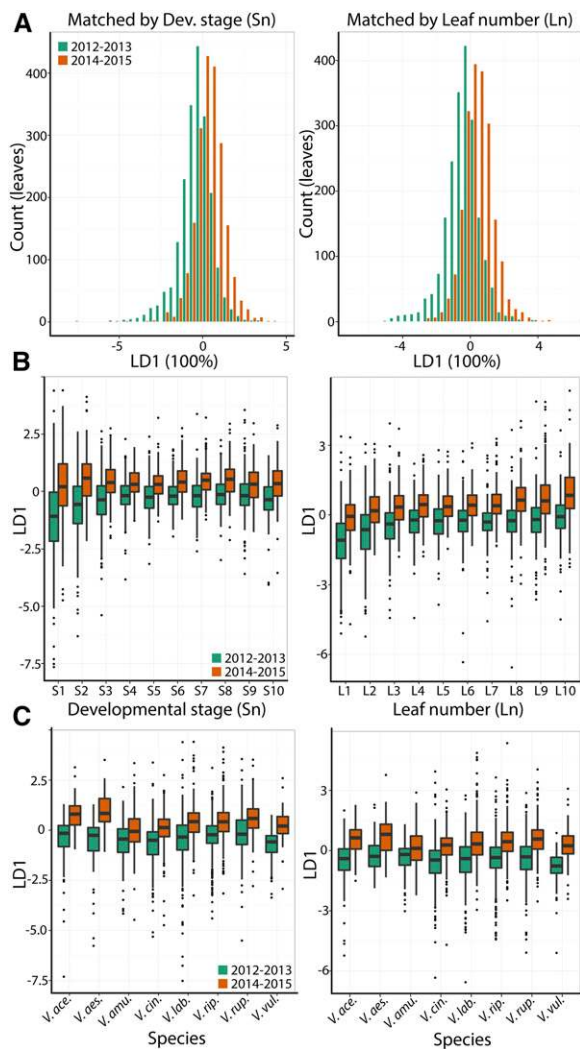 A
Matched by Dev. stage (Sn)
Matched by Leaf number (Ln)
2012-2013
2014-2015
Count (leaves)
400
300
200
100
0
-5
0
5
LD1 (100%)
Count (leaves)
400
300
200
100
0
-4
0
4
LD1 (100%)
B
LD1
2.5
0
-2.5
-5.0
-7.5
2012-2013
2014-2015
S1 S2 S3 S4 S5 S6 S7 S8 S9 S10
Developmental stage (Sn)
LD1
3
0
-3
-6
L1 L2 L3 L4 L5 L6 L7 L8 L9 L10
Leaf number (Ln)
C
LD1
2.5
0
-2.5
-5.0
-7.5
2012-2013
2014-2015
V. ace. V. aes. V. amu. V. cin. V. lab. V. rip. V. rup. V. vul.
Species
LD1
3
0
-3
-6
V. ace. V. aes. V. amu. V. cin. V. lab. V. rip. V. rup. V. vul.
Species